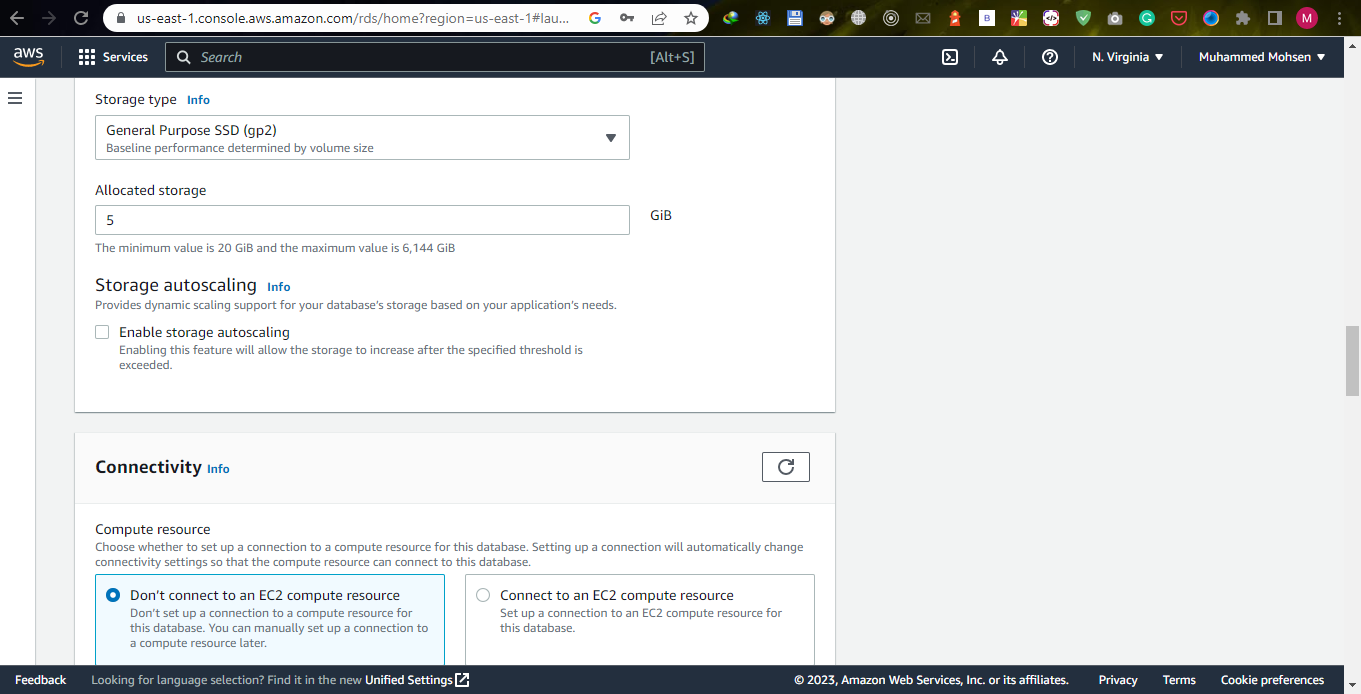 us-east-1.console.aws.amazon.com/rds/home?region=us-east-1#lau...
G
B
G
M
aws
Services
Search
[Alt+S]
N. Virginia
Muhammed Mohsen
Storage type Info
General Purpose SSD (gp2)
Baseline performance determined by volume size
Allocated storage
5
GiB
The minimum value is 20 GiB and the maximum value is 6,144 GiB
Storage autoscaling Info
Provides dynamic scaling support for your database's storage based on your application's needs.
Enable storage autoscaling
Enabling this feature will allow the storage to increase after the specified threshold is
exceeded.
Connectivity Info
Compute resource
Choose whether to set up a connection to a compute resource for this database. Setting up a connection will automatically change
connectivity settings so that the compute resource can connect to this database.
Don't connect to an EC2 compute resource
Don't set up a connection to a compute resource for
this database. You can manually set up a connection to
a compute resource later.
Connect to an EC2 compute resource
Set up a connection to an EC2 compute resource for
this database.
Feedback
Looking for language selection? Find it in the new Unified Settings
© 2023, Amazon Web Services, Inc. or its affiliates.
Privacy
Terms
Cookie preferences